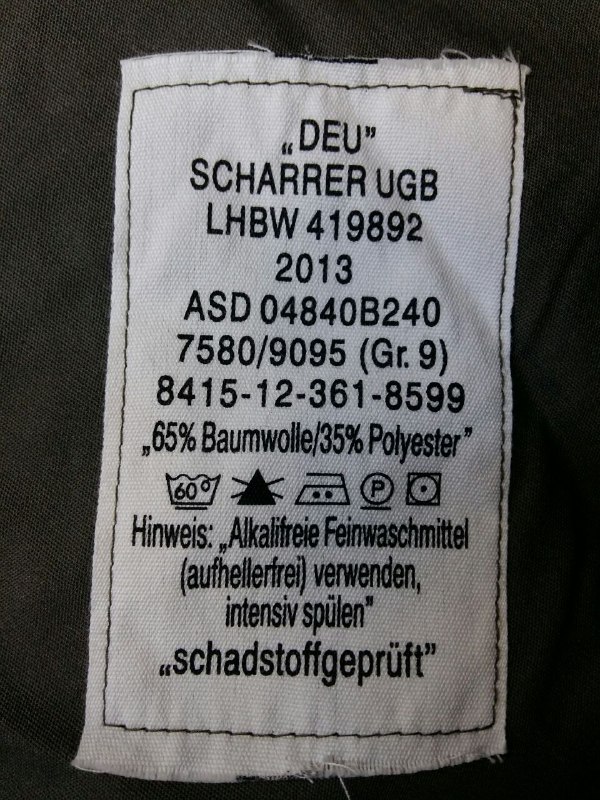 „DEU”
SCHARRER UGB
LHBW 419892
2013
ASD 04840B240
7580/9095 (Gr. 9)
8415-12-361-8599
„65% Baumwolle/35% Polyester”
60° P
Hinweis: „Alkalifreie Feinwaschmittel
(aufhellerfrei) verwenden,
intensiv spülen”
„schadstoffgeprüft”